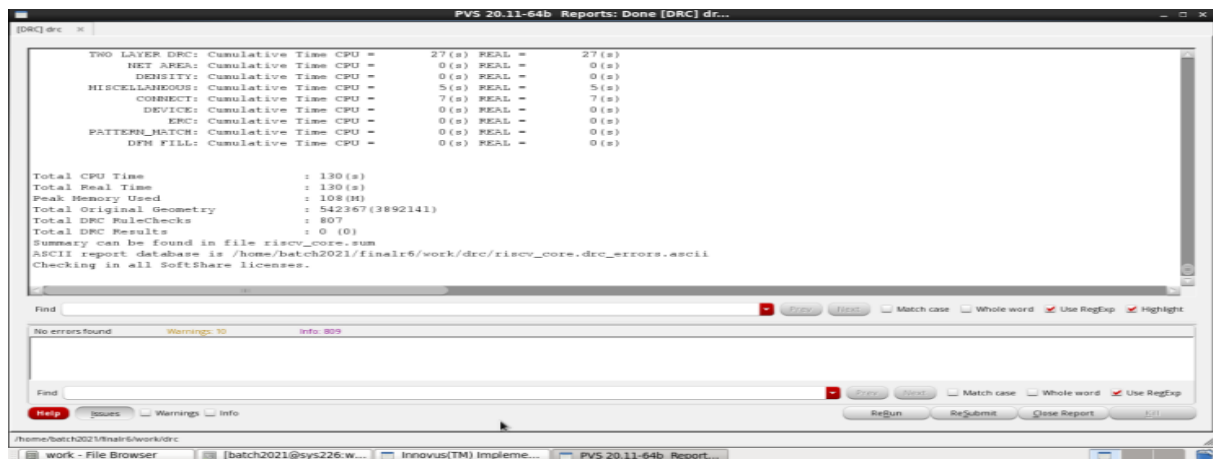 PVS 20.11-64b Reports: Done [DRC] dr...
[DRC] drc
TWO LAYER DRC: Cumulative Time CPU = 27(s) REAL = 27(s)
NET AREA: Cumulative Time CPU = 0(s) REAL = 0(s)
DENSITY: Cumulative Time CPU = 0(s) REAL = 0(s)
MISCELLANEOUS: Cumulative Time CPU = 5(s) REAL = 5(s)
CONNECT: Cumulative Time CPU = 7(s) REAL = 7(s)
DEVICE: Cumulative Time CPU = 0(s) REAL = 0(s)
ERC: Cumulative Time CPU = 0(s) REAL = 0(s)
PATTERN_MATCH: Cumulative Time CPU = 0(s) REAL = 0(s)
DFM FILL: Cumulative Time CPU = 0(s) REAL = 0(s)
Total CPU Time : 130(s)
Total Real Time : 130(s)
Peak Memory Used : 108(M)
Total Original Geometry : 542367(3892141)
Total DRC RuleChecks : 807
Total DRC Results : 0 (0)
Summary can be found in file riscv_core.sum
ASCII report database is /home/batch2021/finalr6/work/drc/riscv_core.drc_errors.ascii
Checking in all SoftShare licenses.
Find Prev Next Match case Whole word Use RegExp Highlight
No errors found Warnings: 10 Info: 809
Find Prev Next Match case Whole word Use RegExp
Help Issues Warnings Info ReRun ReSubmit Close Report Kill
/home/batch2021/finalr6/work/drc
work - File Browser [batch2021@sys226:w... Innovus(TM) Impleme... PVS 20.11-64b Report...